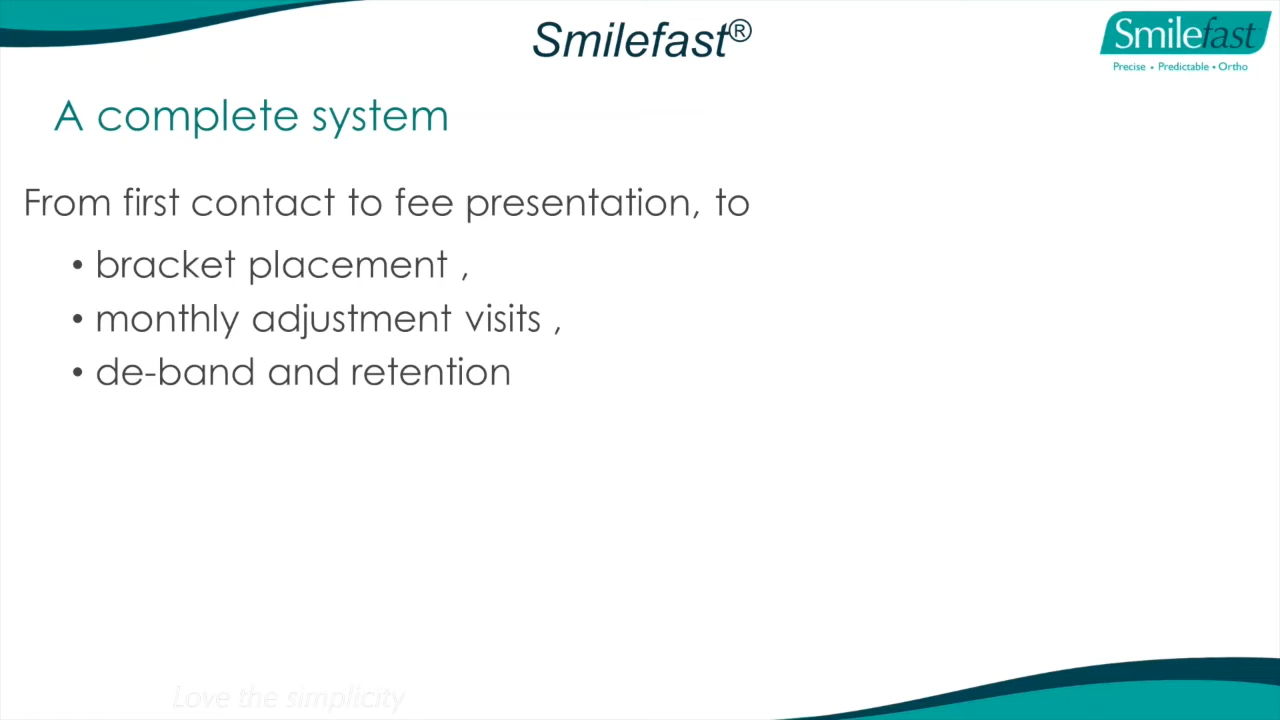 Smilefast®
Smilefast
Precise • Predictable • Ortho
A complete system
From first contact to fee presentation, to
• bracket placement ,
• monthly adjustment visits ,
• de-band and retention
Love the simplicity